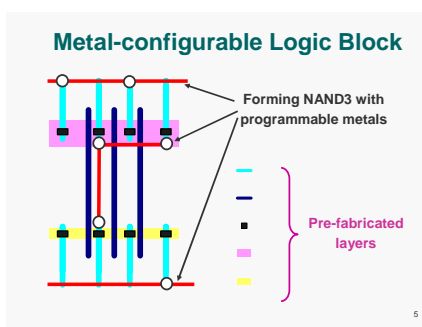 Metal-configurable Logic Block
Forming NAND3 with
programmable metals
Pre-fabricated
layers
5